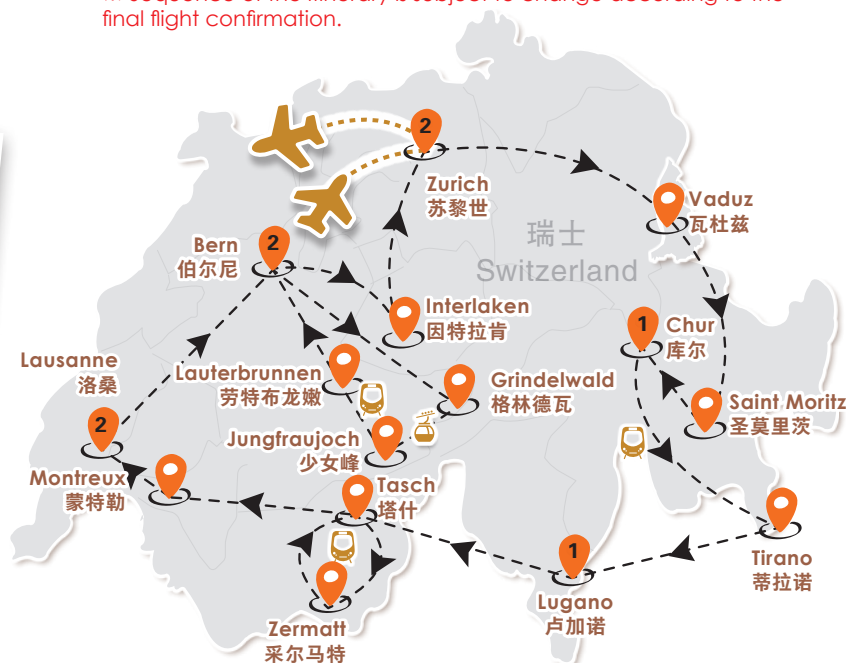 final flight confirmation.
2
Zurich
苏黎世
Vaduz
瓦杜兹
瑞士
Switzerland
2
Bern
伯尔尼
Interlaken
因特拉肯
1
Chur
库尔
Lausanne
洛桑
2
Lauterbrunnen
劳特布龙嫩
Grindelwald
格林德瓦
Saint Moritz
圣莫里茨
Jungfraujoch
少女峰
Montreux
蒙特勒
Tasch
塔什
Tirano
蒂拉诺
1
Lugano
卢加诺
Zermatt
采尔马特